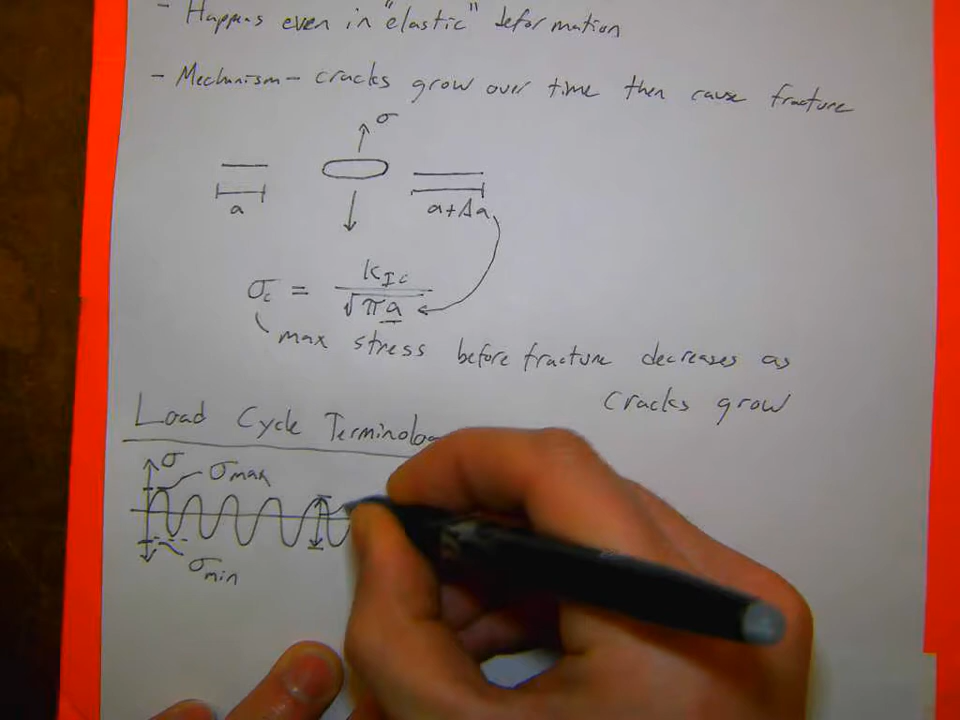 - Happens even in "elastic" deformation
- Mechanism - cracks grow over time then cause fracture
σ
a
a+Δa
σc = KIc / √πa
max stress before fracture decreases as
cracks grow
Load Cycle Terminolo
σ
σmax
σmin